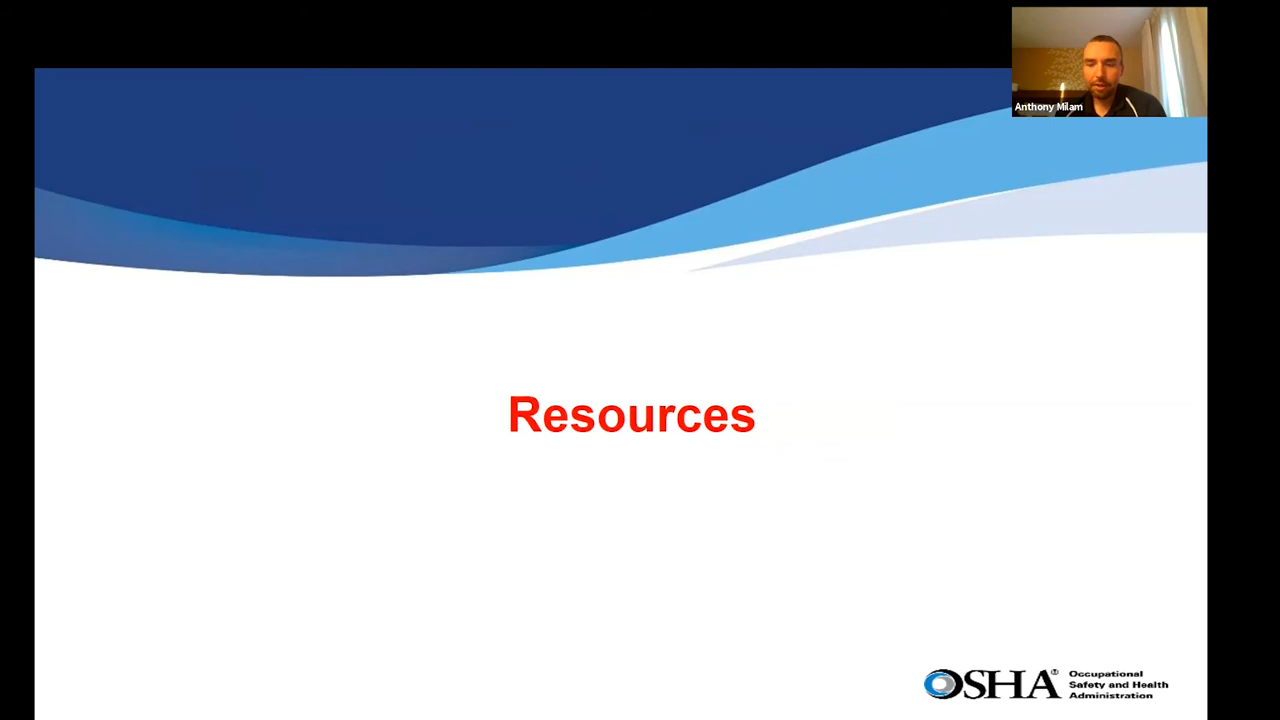 Anthony Milam
Resources
OSHA®
Occupational
Safety and Health
Administration